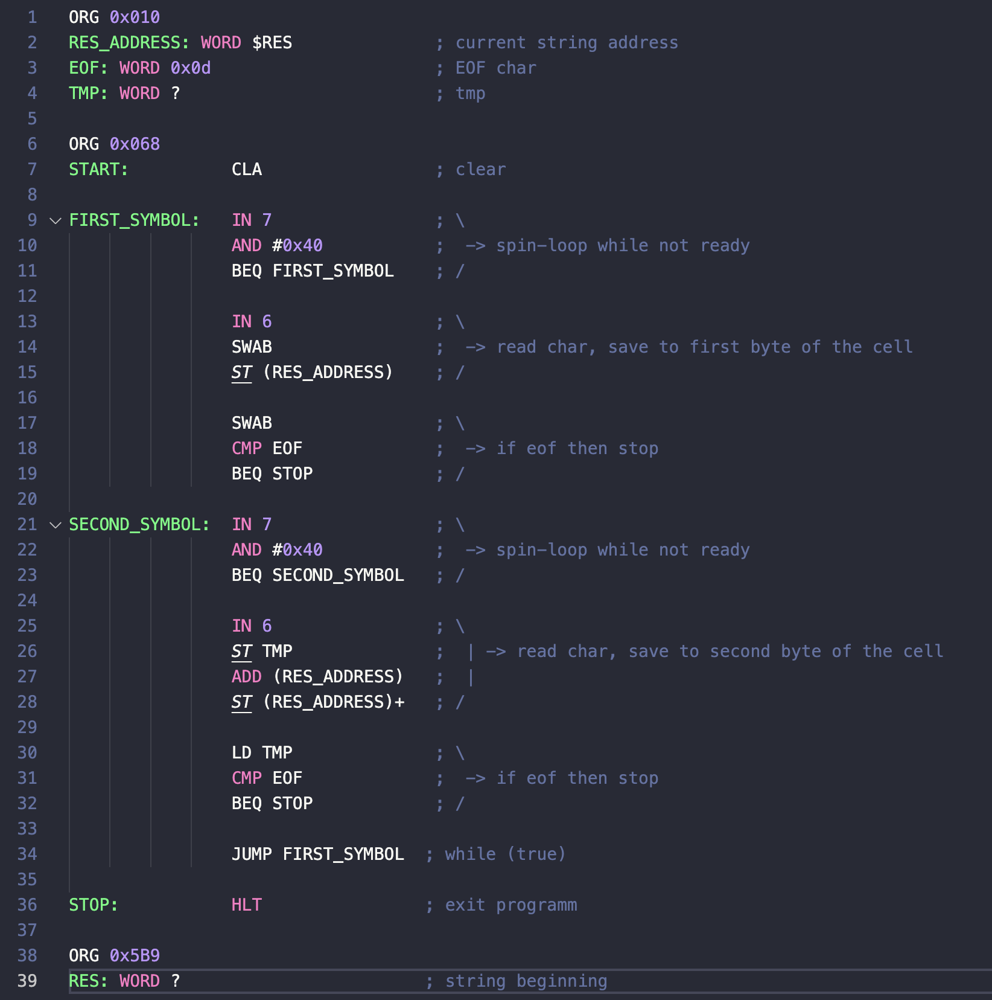 1 ORG 0x010
2 RES_ADDRESS: WORD $RES ; current string address
3 EOF: WORD 0x0d ; EOF char
4 TMP: WORD ? ; tmp
5
6 ORG 0x068
7 START: CLA ; clear
8
9 FIRST_SYMBOL: IN 7 ; \
10 AND #0x40 ; -> spin-loop while not ready
11 BEQ FIRST_SYMBOL ; /
12
13 IN 6 ; \
14 SWAB ; -> read char, save to first byte of the cell
15 ST (RES_ADDRESS) ; /
16
17 SWAB ; \
18 CMP EOF ; -> if eof then stop
19 BEQ STOP ; /
20
21 SECOND_SYMBOL: IN 7 ; \
22 AND #0x40 ; -> spin-loop while not ready
23 BEQ SECOND_SYMBOL ; /
24
25 IN 6 ; \
26 ST TMP ; | -> read char, save to second byte of the cell
27 ADD (RES_ADDRESS) ; |
28 ST (RES_ADDRESS)+ ; /
29
30 LD TMP ; \
31 CMP EOF ; -> if eof then stop
32 BEQ STOP ; /
33
34 JUMP FIRST_SYMBOL ; while (true)
35
36 STOP: HLT ; exit programm
37
38 ORG 0x5B9
39 RES: WORD ? ; string beginning